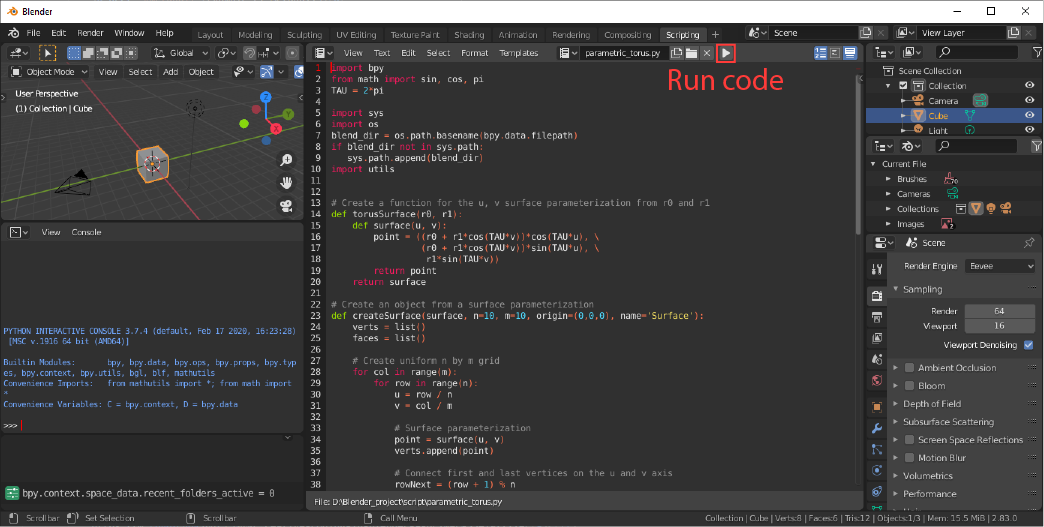 Blender
File Edit Render Window Help Layout Modeling Sculpting UV Editing Texture Paint Shading Animation Rendering Compositing Scripting + Scene View Layer
Global View Text Edit Select Format Templates parametric_torus.py
Object Mode View Select Add Object
Run code
User Perspective
(1) Collection | Cube
Z
Y
X
1 import bpy
2 from math import sin, cos, pi
3 TAU = 2*pi
4
5 import sys
6 import os
7 blend_dir = os.path.basename(bpy.data.filepath)
8 if blend_dir not in sys.path:
9 sys.path.append(blend_dir)
10 import utils
11
12
13 # Create a function for the u, v surface parameterization from r0 and r1
14 def torusSurface(r0, r1):
15 def surface(u, v):
16 point = ((r0 + r1*cos(TAU*v))*cos(TAU*u), \
17 (r0 + r1*cos(TAU*v))*sin(TAU*u), \
18 r1*sin(TAU*v))
19 return point
20 return surface
21
22 # Create an object from a surface parameterization
23 def createSurface(surface, n=10, m=10, origin=(0,0,0), name='Surface'):
24 verts = list()
25 faces = list()
26
27 # Create uniform n by m grid
28 for col in range(m):
29 for row in range(n):
30 u = row / n
31 v = col / m
32
33 # Surface parameterization
34 point = surface(u, v)
35 verts.append(point)
36
37 # Connect first and last vertices on the u and v axis
38 rowNext = (row + 1) % n
File: D:\Blender_project\script\parametric_torus.py
View Console
PYTHON INTERACTIVE CONSOLE 3.7.4 (default, Feb 17 2020, 16:23:28)
[MSC v.1916 64 bit (AMD64)]
Builtin Modules: bpy, bpy.data, bpy.ops, bpy.props, bpy.typ
es, bpy.context, bpy.utils, bgl, blf, mathutils
Convenience Imports: from mathutils import *; from math import
*
Convenience Variables: C = bpy.context, D = bpy.data
>>>
bpy.context.space_data.recent_folders_active = 0
Scene Collection
Collection
Camera
Cube
Light
Current File
Brushes 70
Cameras
Collections
Images 2
Scene
Render Engine Eevee
Sampling
Render 64
Viewport 16
Viewport Denoising
Ambient Occlusion
Bloom
Depth of Field
Subsurface Scattering
Screen Space Reflections
Motion Blur
Volumetrics
Performance
Scrollbar Set Selection Scrollbar Call Menu Collection | Cube | Verts:8 | Faces:6 | Tris:12 | Objects:1/3 | Mem: 15.5 MiB | 2.83.0